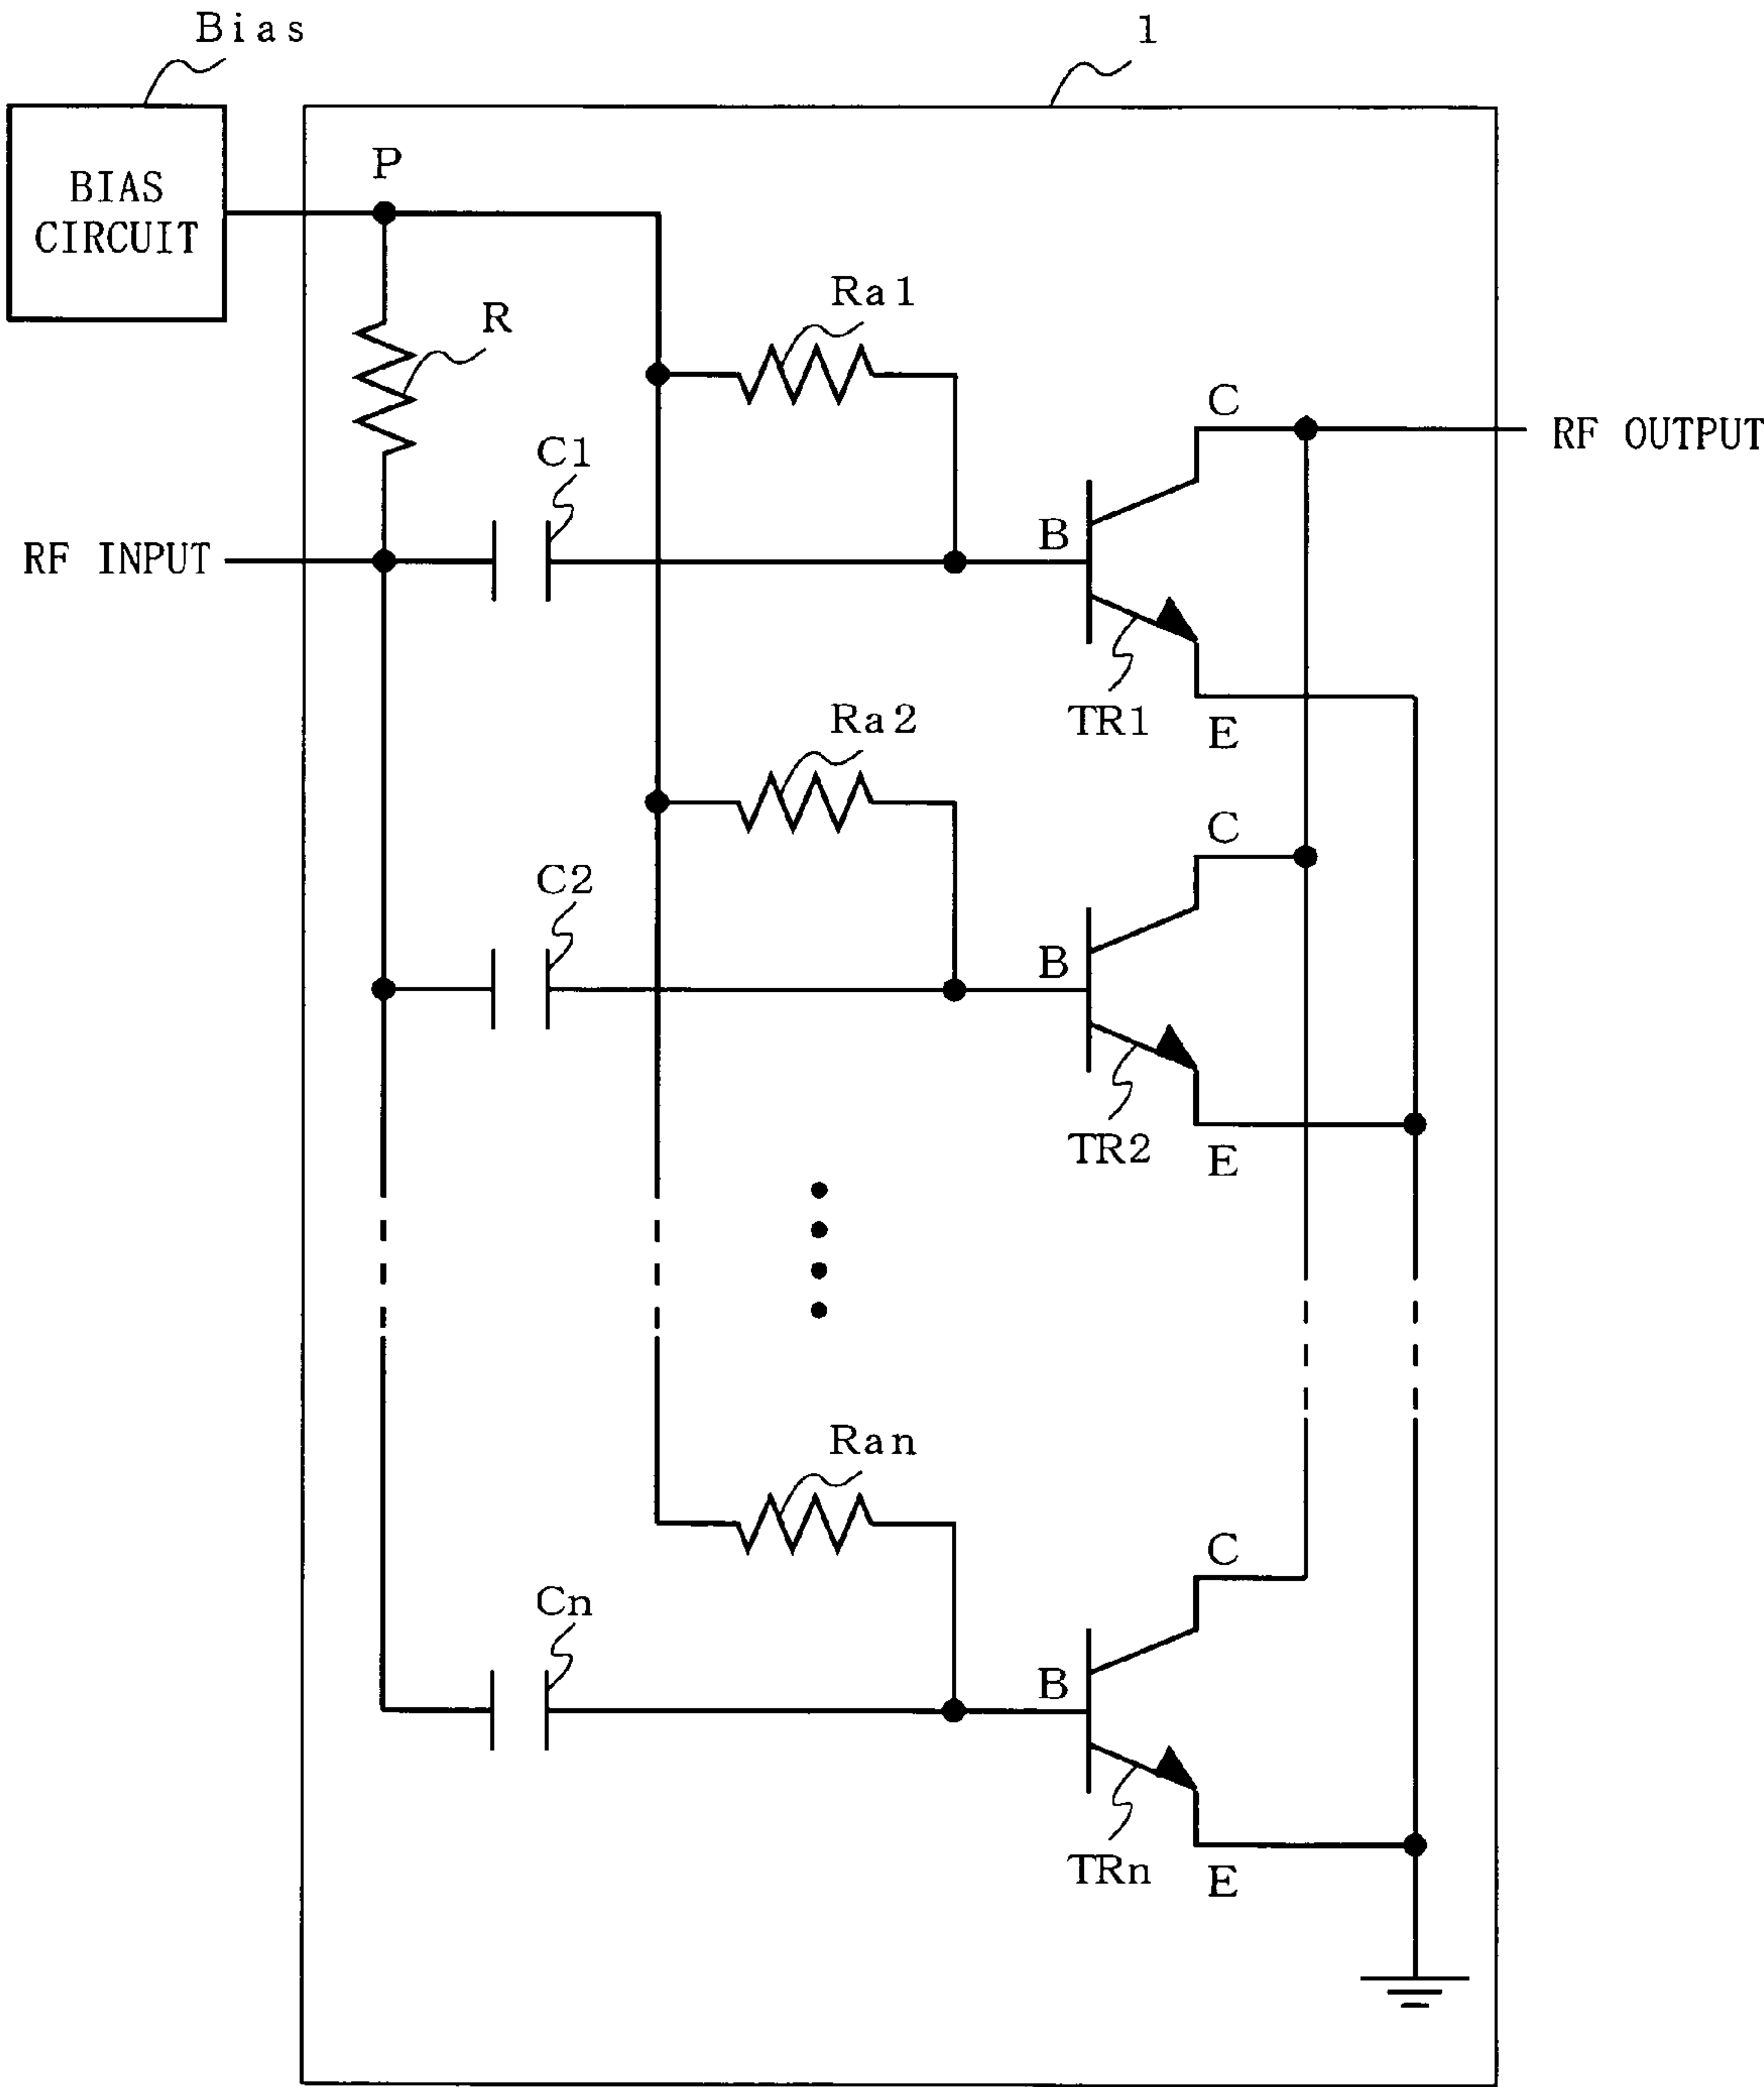 Bias
1
BIAS
CIRCUIT
P
R
Ra1
C
RF OUTPUT
C1
B
RF INPUT
TR1
E
Ra2
C
C2
B
TR2
E
Ran
C
Cn
B
TRn
E